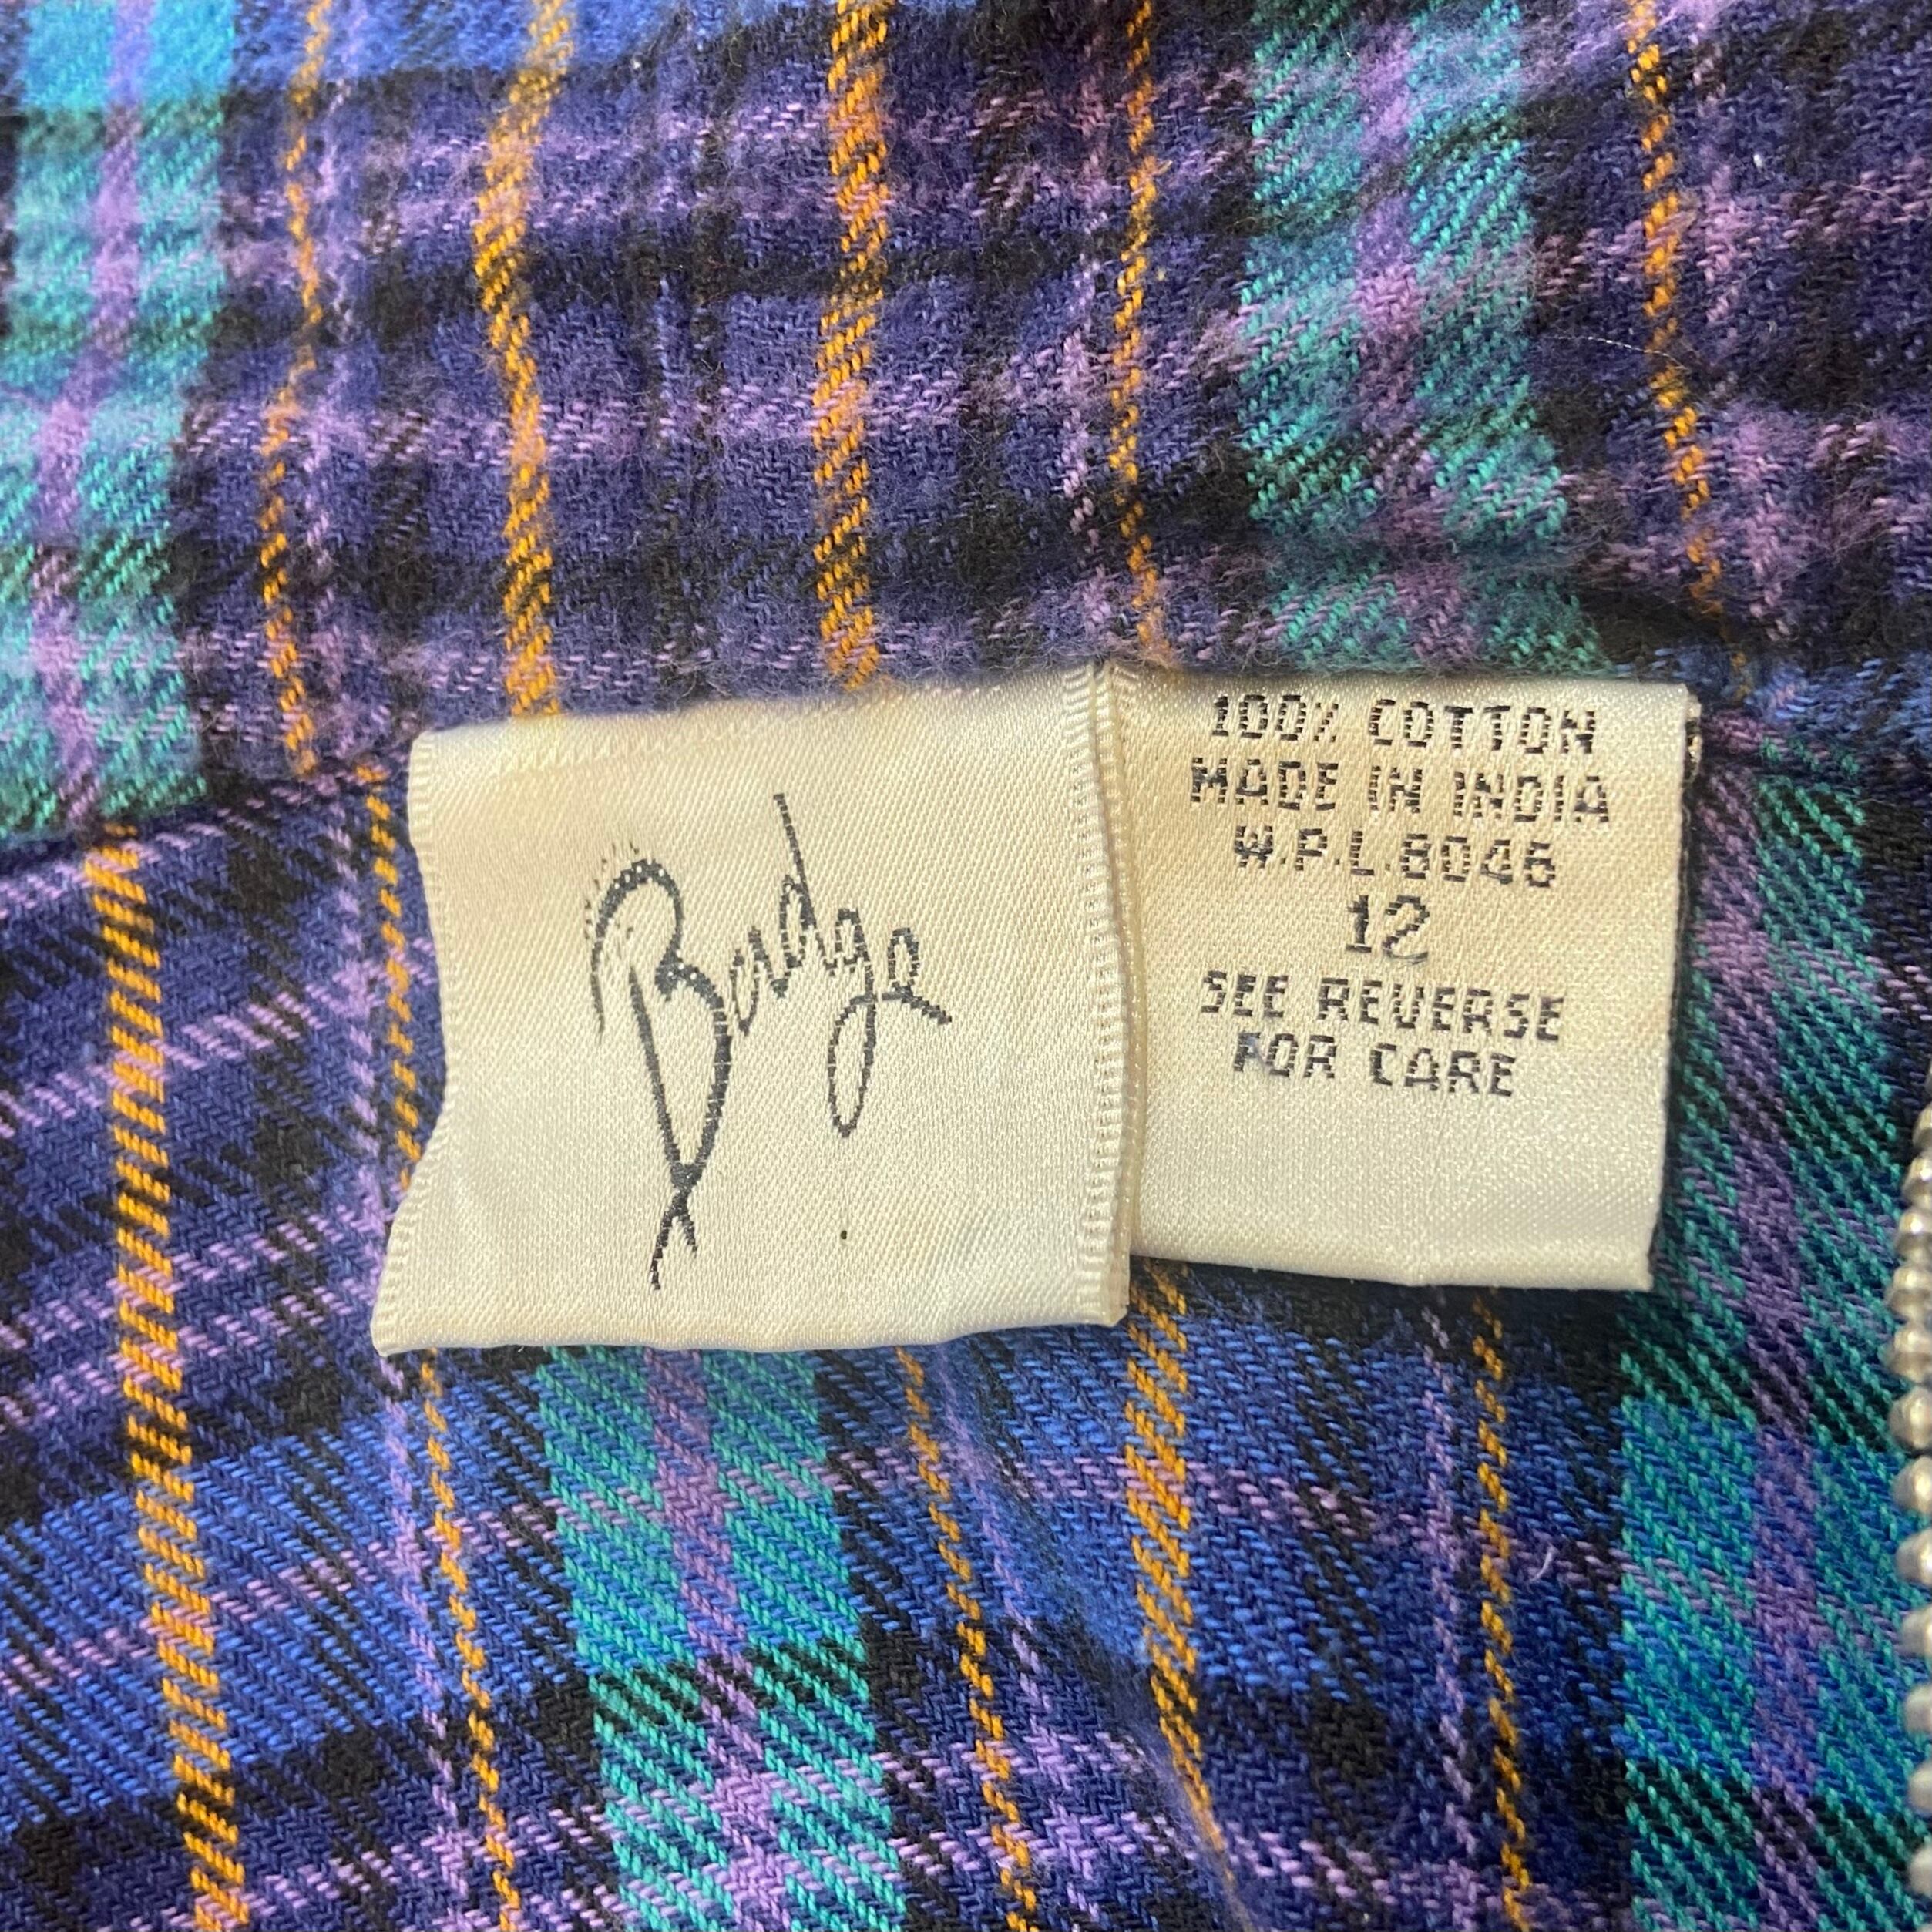 Badge
100% COTTON
MADE IN INDIA
W.P.L.8046
12
SEE REVERSE
FOR CARE